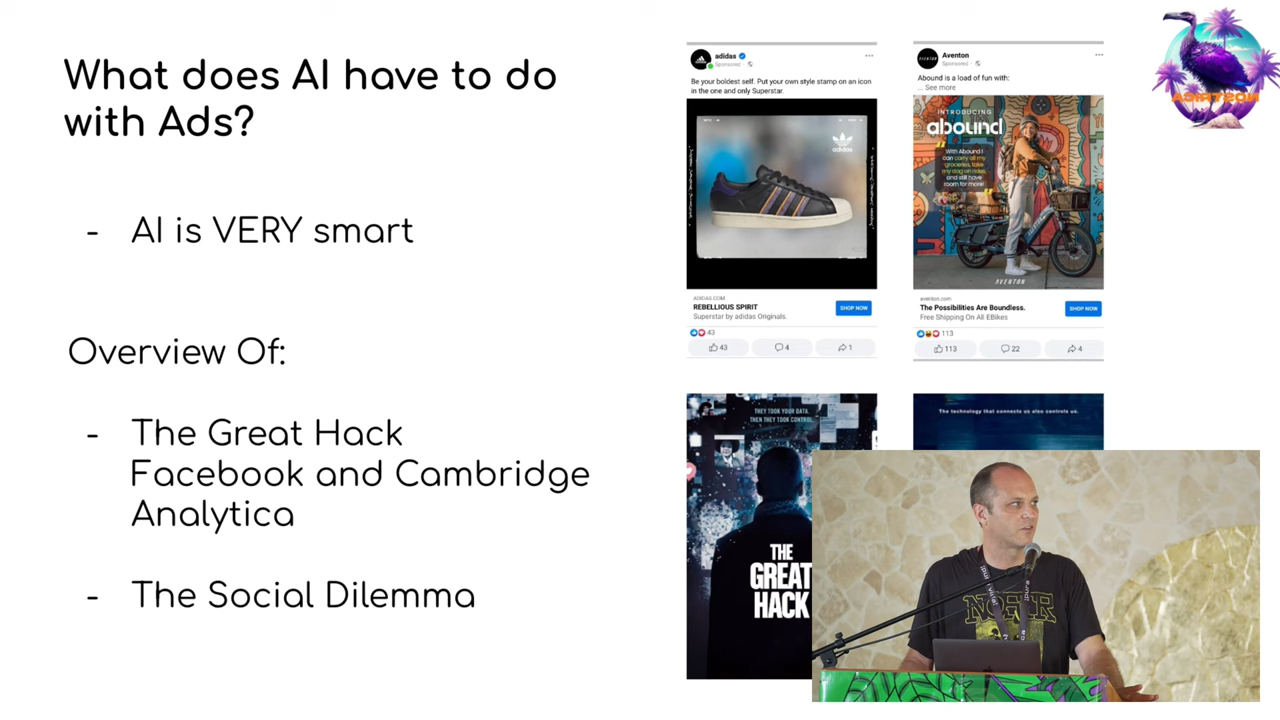 What does AI have to do
with Ads?
- AI is VERY smart
Overview Of:
- The Great Hack
Facebook and Cambridge
Analytica
- The Social Dilemma
adidas
Sponsored ·
Be your boldest self. Put your own style stamp on an icon
in the one and only Superstar.
adidas
ADIDAS.COM
REBELLIOUS SPIRIT
Superstar by adidas Originals.
SHOP NOW
43
43
4
1
Aventon
Sponsored ·
Abound is a load of fun with:
... See more
INTRODUCING
abound
With Abound I
can carry all my
groceries, take
my dog on rides,
and still have
room for more!
AVENTON
aventon.com
The Possibilities Are Boundless.
Free Shipping On All EBikes
SHOP NOW
113
113
22
4
THEY TOOK YOUR DATA.
THEN THEY TOOK CONTROL.
THE
GREAT
HACK
The technology that connects us also controls us.